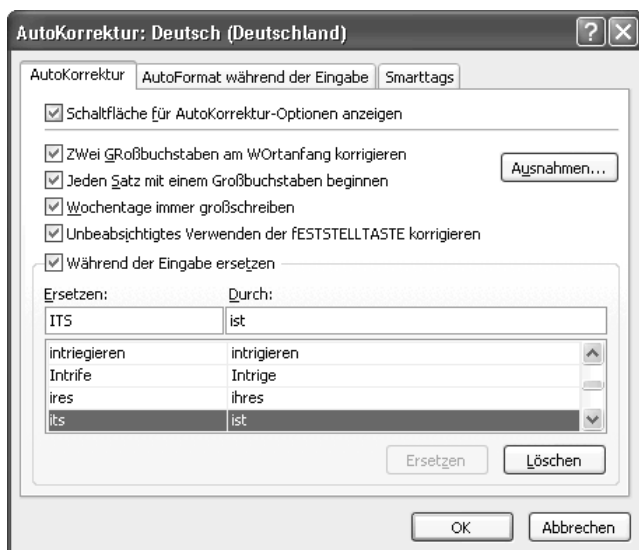 AutoKorrektur: Deutsch (Deutschland)
AutoKorrektur AutoFormat während der Eingabe Smarttags
Schaltfläche für AutoKorrektur-Optionen anzeigen
ZWei GRoßbuchstaben am WOrtanfang korrigieren
Ausnahmen...
Jeden Satz mit einem Großbuchstaben beginnen
Wochentage immer großschreiben
Unbeabsichtigtes Verwenden der fESTSTELLTASTE korrigieren
Während der Eingabe ersetzen
Ersetzen: Durch:
ITS ist
intriegieren intrigieren
Intrife Intrige
ires ihres
its ist
Ersetzen Löschen
OK Abbrechen